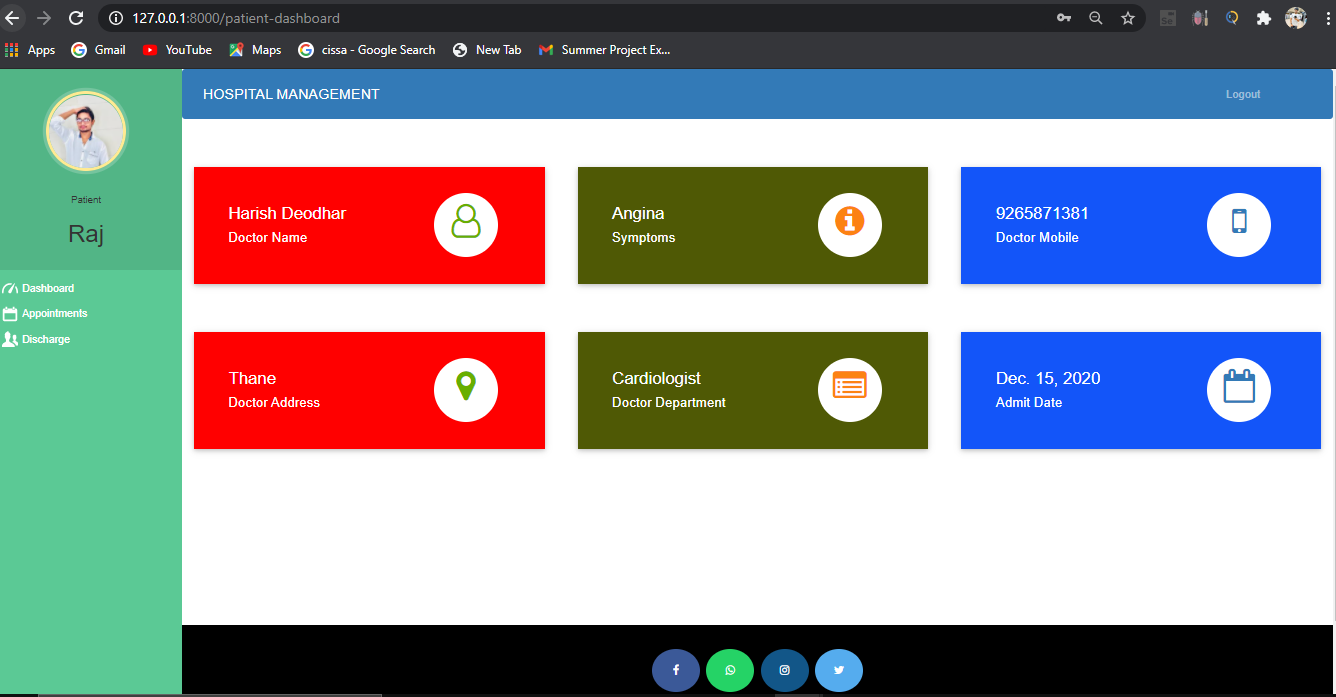 127.0.0.1:8000/patient-dashboard
Apps Gmail YouTube Maps cissa - Google Search New Tab Summer Project Ex...
HOSPITAL MANAGEMENT Logout
Patient
Raj
Dashboard
Appointments
Discharge
Harish Deodhar
Doctor Name
Angina
Symptoms
9265871381
Doctor Mobile
Thane
Doctor Address
Cardiologist
Doctor Department
Dec. 15, 2020
Admit Date